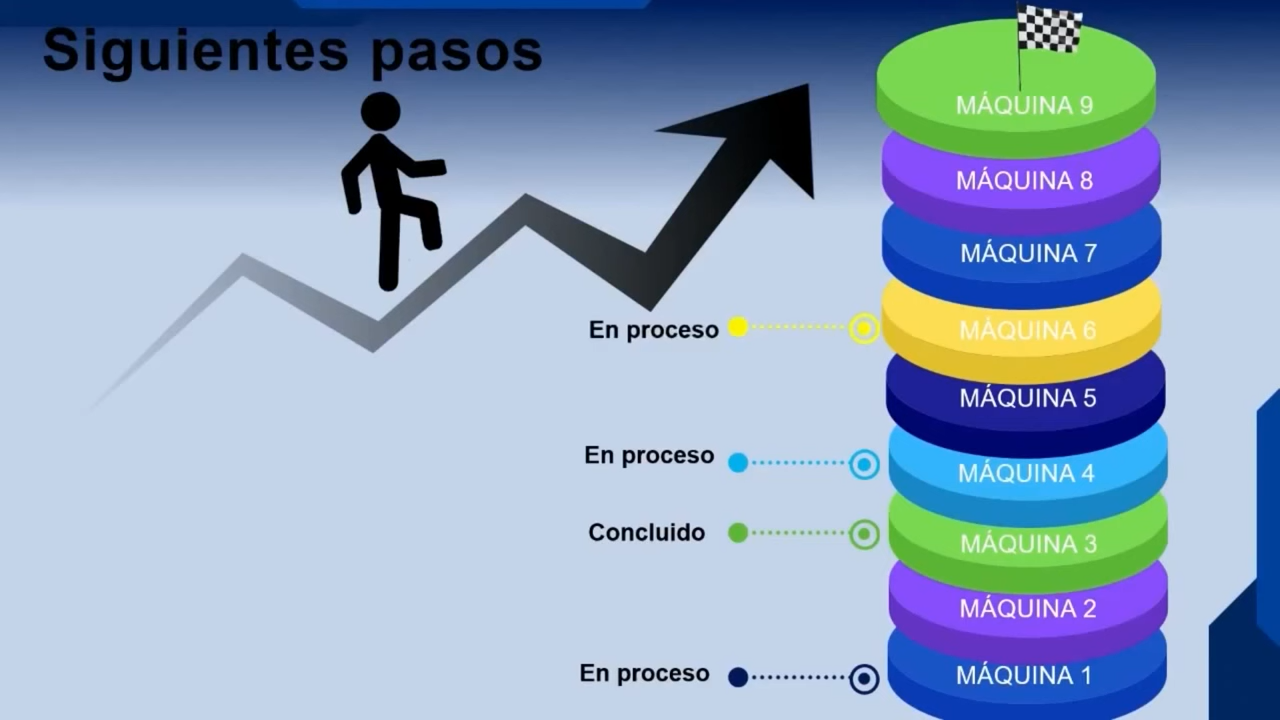 Siguientes pasos
MÁQUINA 9
MÁQUINA 8
MÁQUINA 7
En proceso
MÁQUINA 6
MÁQUINA 5
En proceso
MÁQUINA 4
Concluido
MÁQUINA 3
MÁQUINA 2
En proceso
MÁQUINA 1